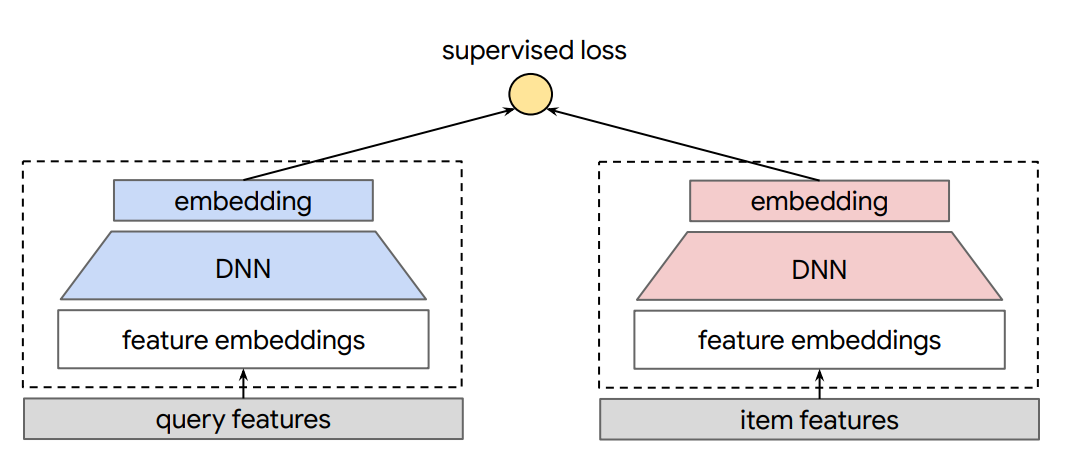 supervised loss
embedding
embedding
DNN
DNN
feature embeddings
feature embeddings
query features
item features